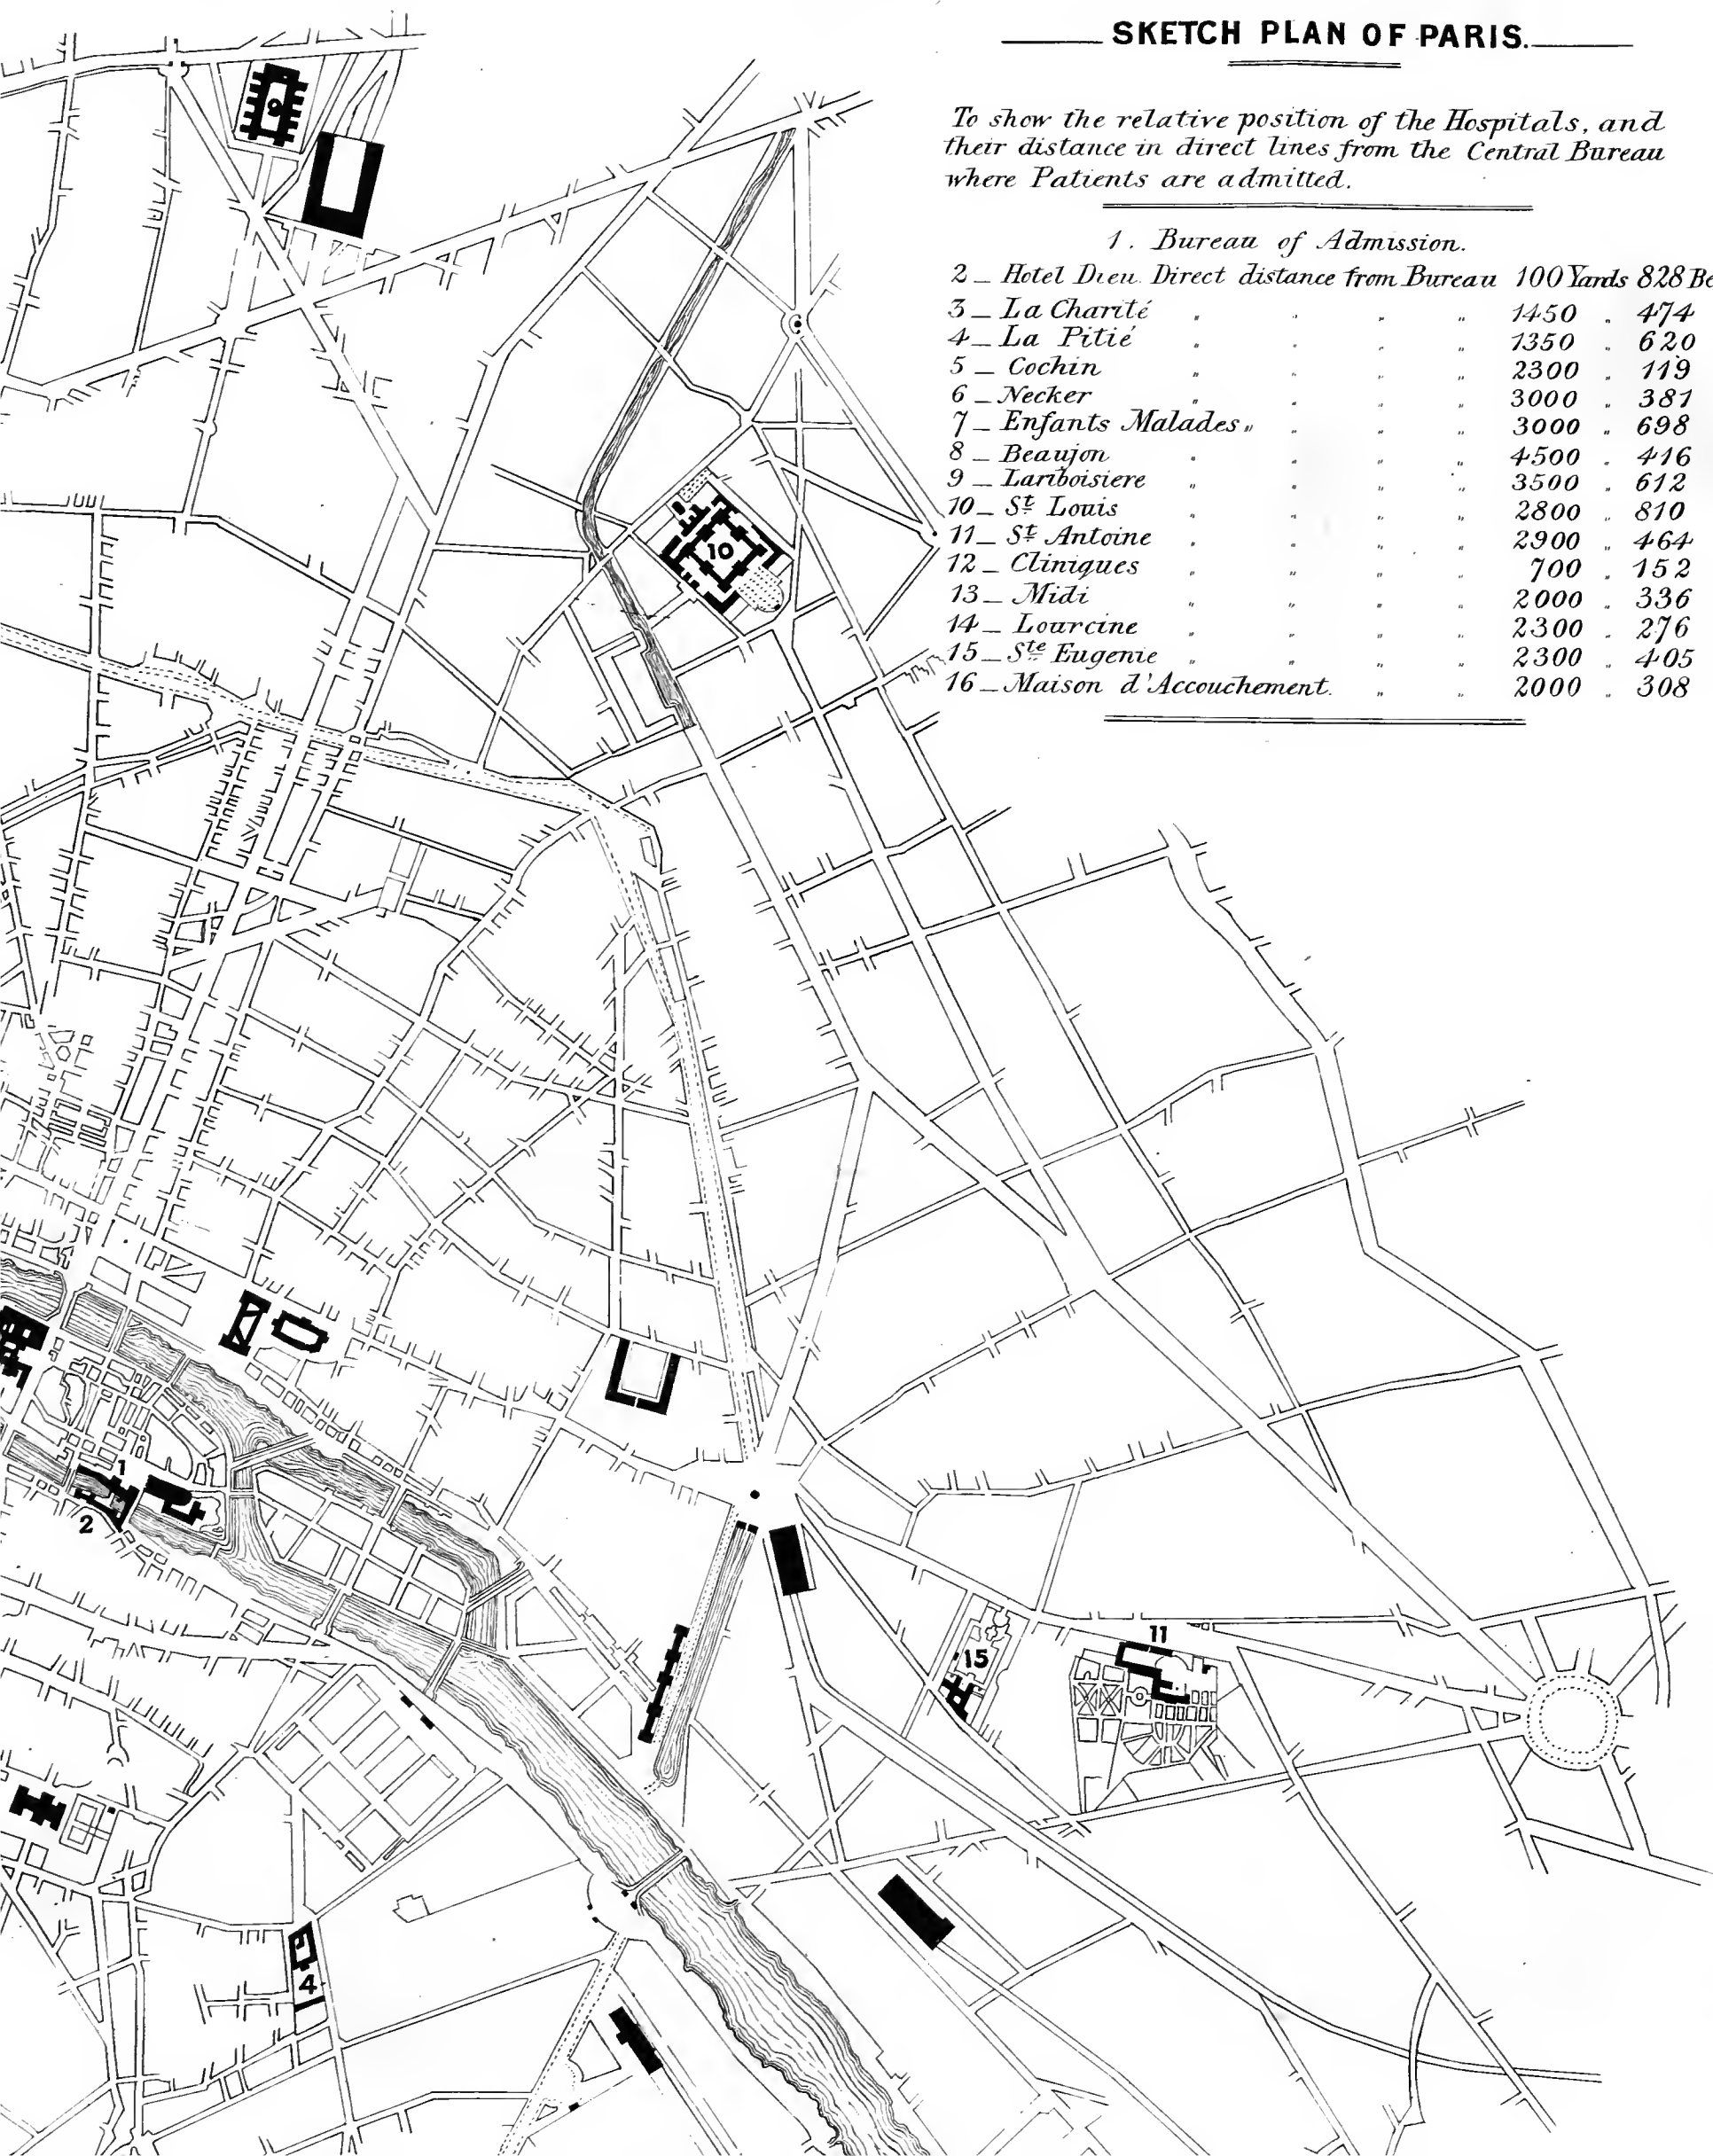 SKETCH PLAN OF PARIS.
To show the relative position of the Hospitals, and
their distance in direct lines from the Central Bureau
where Patients are admitted.
1. Bureau of Admission.
2 _ Hotel Dieu. Direct distance from Bureau 100 Yards 828 Be
3 _ La Charité " " " " 1450 " 474
4 _ La Pitié " " " " 1350 " 620
5 _ Cochin " " " " 2300 " 119
6 _ Necker " " " " 3000 " 381
7 _ Enfants Malades " " " " 3000 " 698
8 _ Beaujon " " " " 4500 " 416
9 _ Lariboisiere " " " " 3500 " 612
10 _ St. Louis " " " " 2800 " 810
11 _ St. Antoine " " " " 2900 " 464
12 _ Cliniques " " " " 700 " 152
13 _ Midi " " " " 2000 " 336
14 _ Lourcine " " " " 2300 " 276
15 _ Ste. Eugenie " " " " 2300 " 405
16 _ Maison d'Accouchement. " " 2000 " 308
9
10
1
2
11
15
4